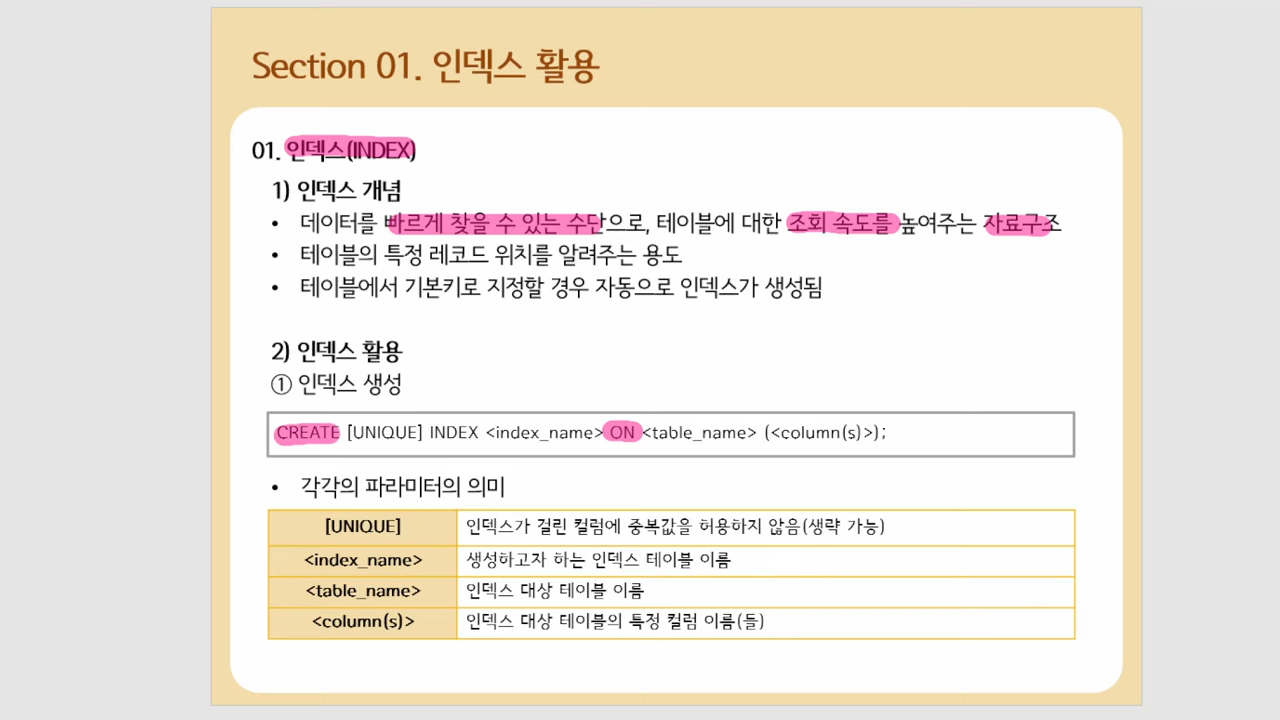 Section 01. 인덱스 활용
01. 인덱스(INDEX)
1) 인덱스 개념
• 데이터를 빠르게 찾을 수 있는 수단으로, 테이블에 대한 조회 속도를 높여주는 자료구조
• 테이블의 특정 레코드 위치를 알려주는 용도
• 테이블에서 기본키로 지정할 경우 자동으로 인덱스가 생성됨
2) 인덱스 활용
① 인덱스 생성
CREATE [UNIQUE] INDEX <index_name> ON <table_name> (<column(s)>);
• 각각의 파라미터의 의미
[UNIQUE] 인덱스가 걸린 컬럼에 중복값을 허용하지 않음(생략 가능)
<index_name> 생성하고자 하는 인덱스 테이블 이름
<table_name> 인덱스 대상 테이블 이름
<column(s)> 인덱스 대상 테이블의 특정 컬럼 이름(들)